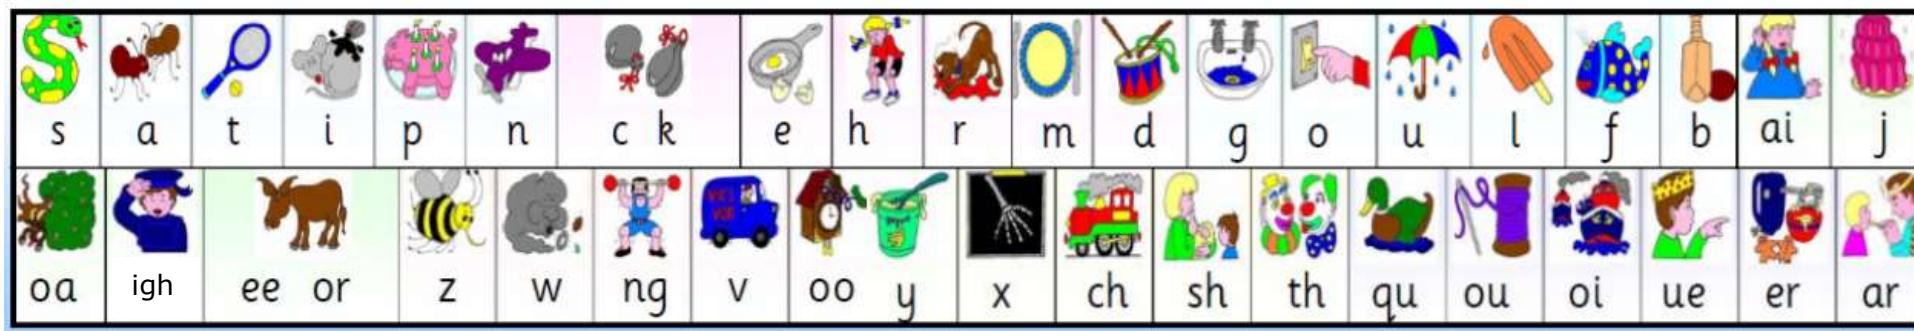 s a t i p n c k e h r m d g o u l f b ai j
oa igh ee or z w ng v oo y x ch sh th qu ou oi ue er ar